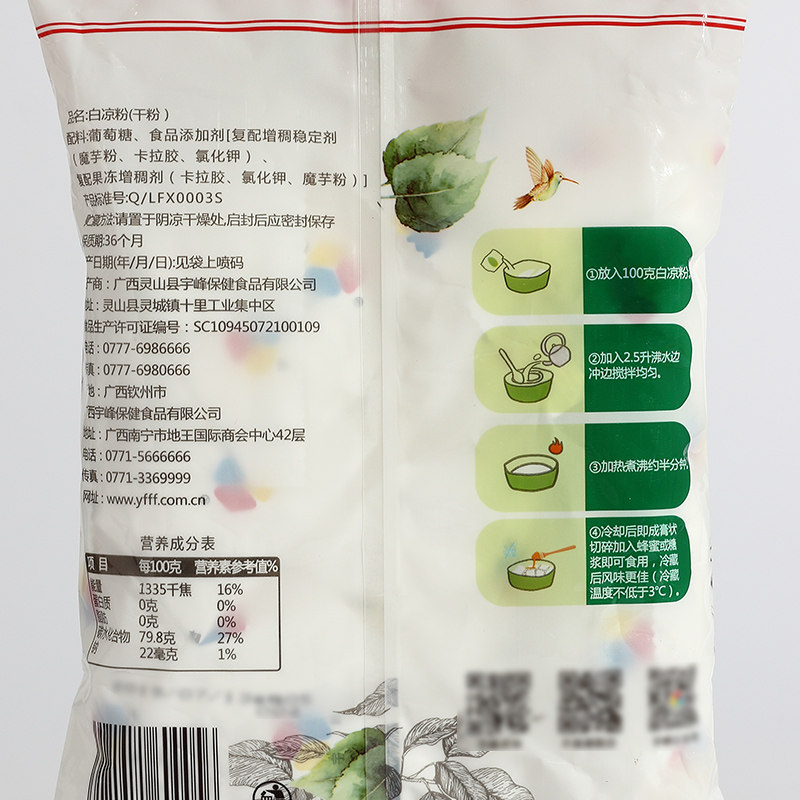 品名:白凉粉(干粉）
配料:葡萄糖、食品添加剂[复配增稠稳定剂
（魔芋粉、卡拉胶、氯化钾）、
复配果冻增稠剂（卡拉胶、氯化钾、魔芋粉）]
产品标准号:Q/LFX0003S
贮藏方法:请置于阴凉干燥处,启封后应密封保存
保质期:36个月
产日期(年/月/日):见袋上喷码
产商：广西灵山县宇峰保健食品有限公司
址:灵山县灵城镇十里工业集中区
食品生产许可证编号：SC10945072100109
电话：0777-6986666
传真：0777-6980666
地：广西钦州市
广西宇峰保健食品有限公司
地址：广西南宁市地王国际商会中心42层
电话：0771-5666666
传真：0771-3369999
网址：www.yfff.com.cn
营养成分表
项目 每100克 营养素参考值%
能量 1335千焦 16%
蛋白质 0克 0%
脂肪 0克 0%
碳水化合物 79.8克 27%
钠 22毫克 1%
①放入100克白凉粉。
②加入2.5升沸水边
冲边搅拌均匀。
③加热煮沸约半分钟
④冷却后即成膏状
切碎加入蜂蜜或糖
浆即可食用，冷藏
后风味更佳（冷藏
温度不低于3℃）。